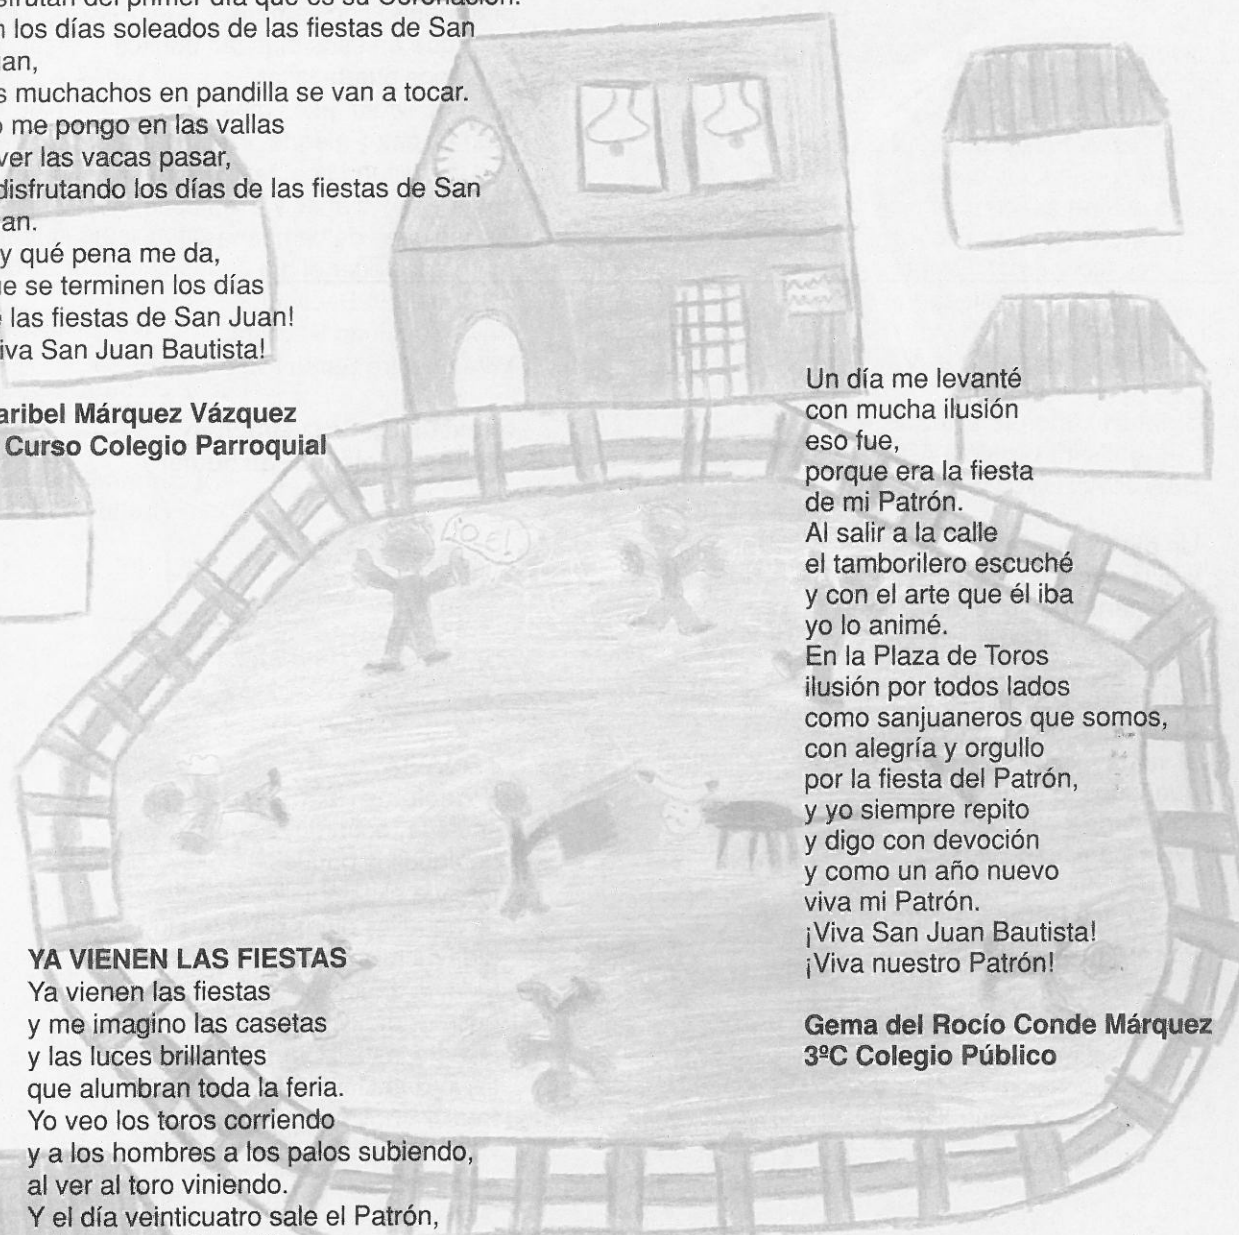 del primer día que es su Coronación.
los días soleados de las fiestas de San
muchachos en pandilla se van a tocar.
me pongo en las vallas
ver las vacas pasar,
disfrutando los días de las fiestas de San
y qué pena me da,
se terminen los días
las fiestas de San Juan!
San Juan Bautista!
Márquez Vázquez
Curso Colegio Parroquial
¡O LE!
YA VIENEN LAS FIESTAS
Ya vienen las fiestas
y me imagino las casetas
y las luces brillantes
que alumbran toda la feria.
Yo veo los toros corriendo
y a los hombres a los palos subiendo,
al ver al toro viniendo.
Y el día veinticuatro sale el Patrón,
Un día me levanté
con mucha ilusión
eso fue,
porque era la fiesta
de mi Patrón.
Al salir a la calle
el tamborilero escuché
y con el arte que él iba
yo lo animé.
En la Plaza de Toros
ilusión por todos lados
como sanjuaneros que somos,
con alegría y orgullo
por la fiesta del Patrón,
y yo siempre repito
y digo con devoción
y como un año nuevo
viva mi Patrón.
¡Viva San Juan Bautista!
¡Viva nuestro Patrón!
Gema del Rocío Conde Márquez
3ºC Colegio Público